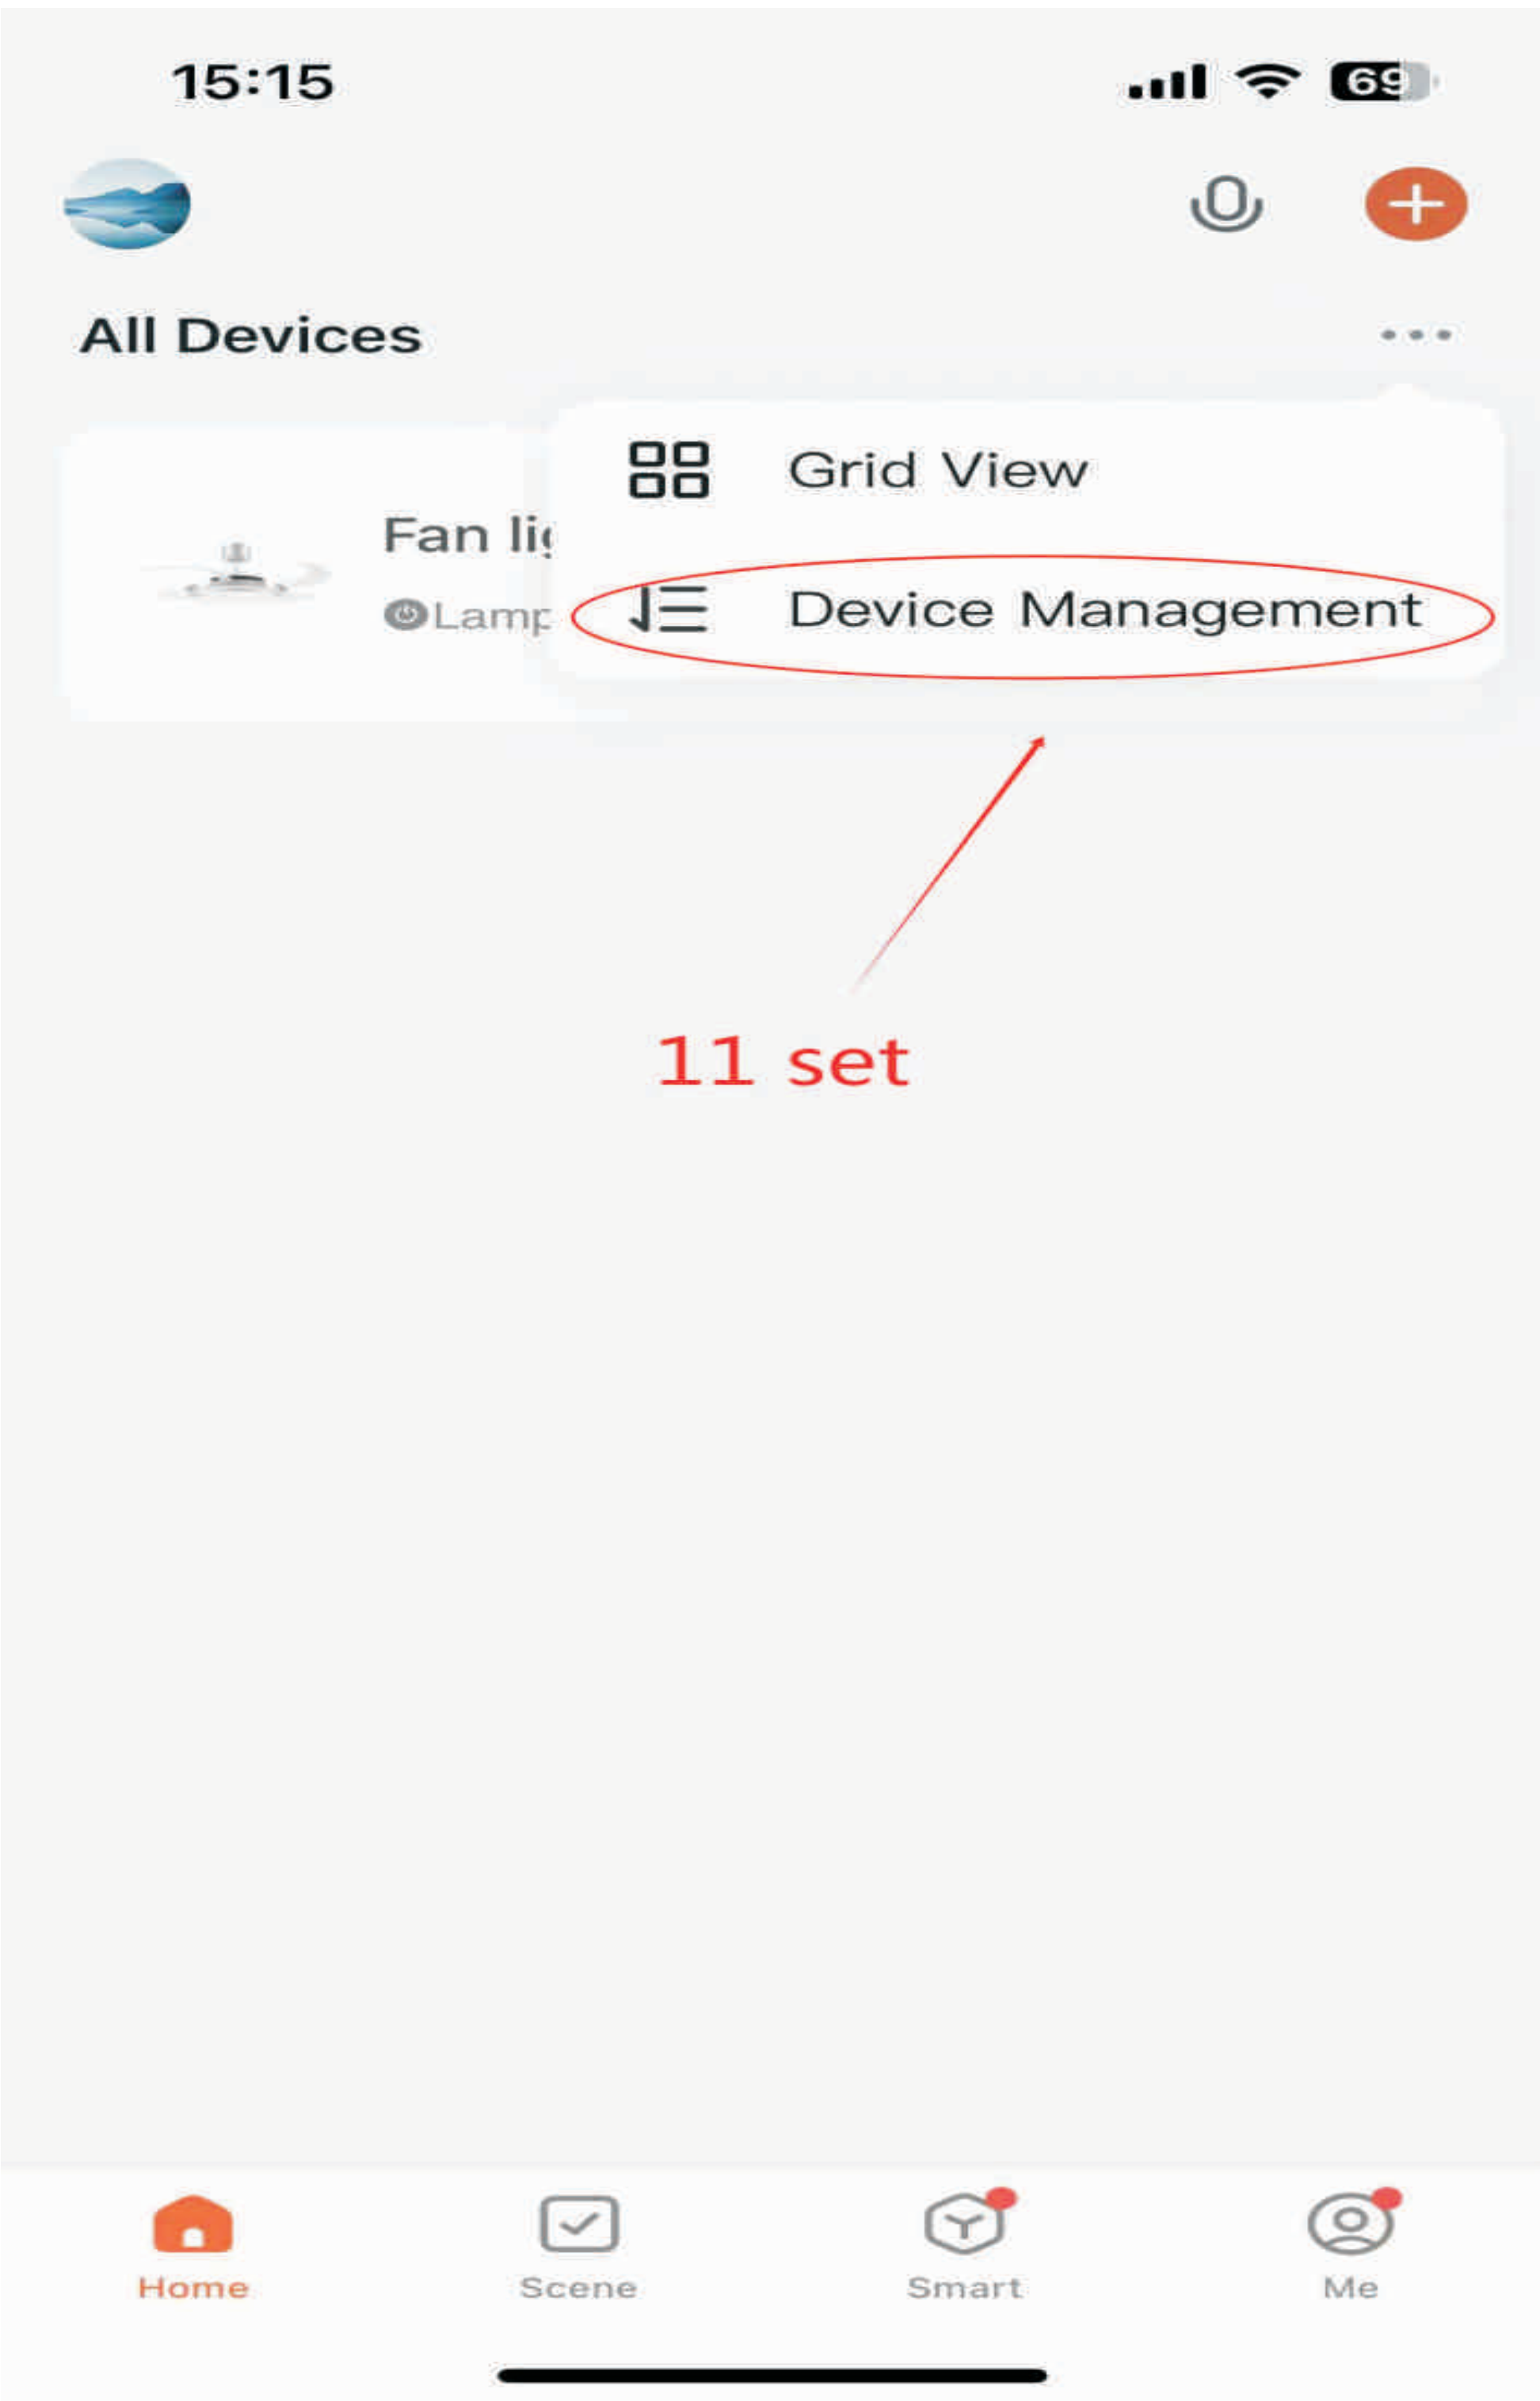 15:15
69
All Devices
Grid View
Fan li
Device Management
Lamp
11 set
Home
Scene
Smart
Me